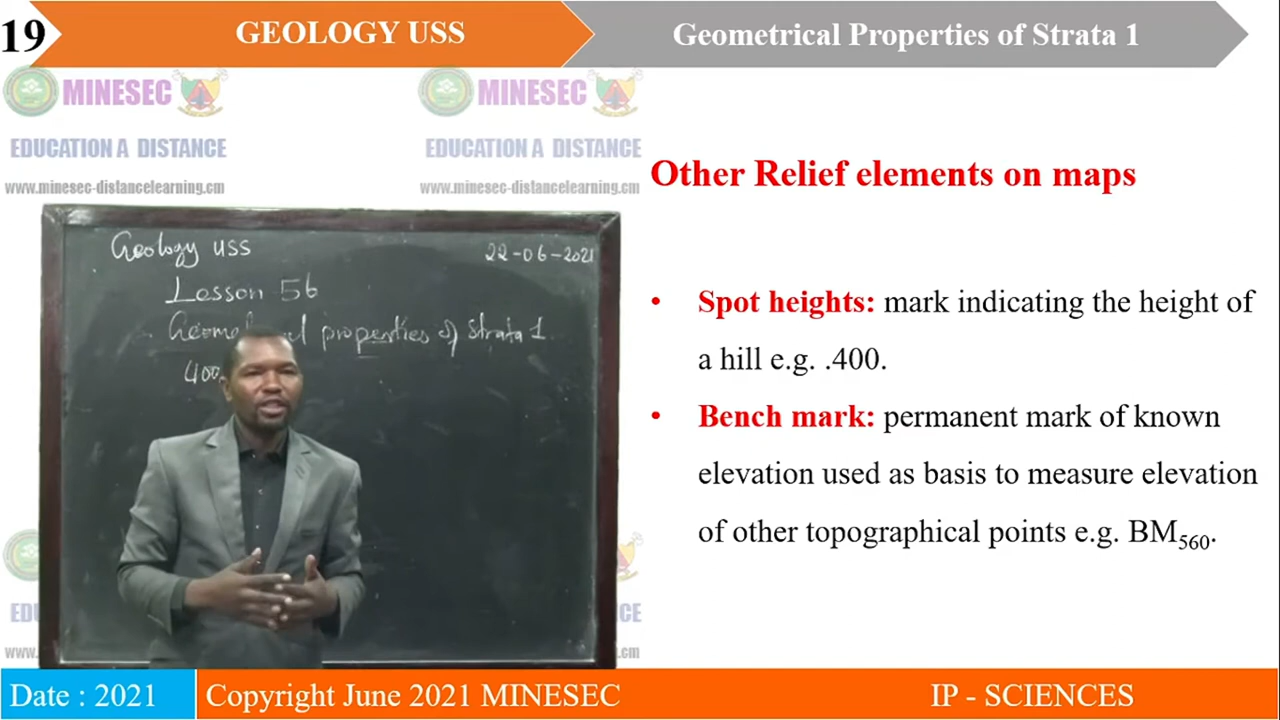 19
GEOLOGY USS
Geometrical Properties of Strata 1
MINESEC
MINESEC
EDUCATION A DISTANCE
EDUCATION A DISTANCE
www.minesec-distancelearning.cm
www.minesec-distancelearning.cm
Other Relief elements on maps
Geology USS
22-06-2021
Lesson 56
properties of Strata 1
400
• Spot heights: mark indicating the height of
a hill e.g. .400.
• Bench mark: permanent mark of known
elevation used as basis to measure elevation
of other topographical points e.g. BM560.
Date : 2021
Copyright June 2021 MINESEC
IP - SCIENCES